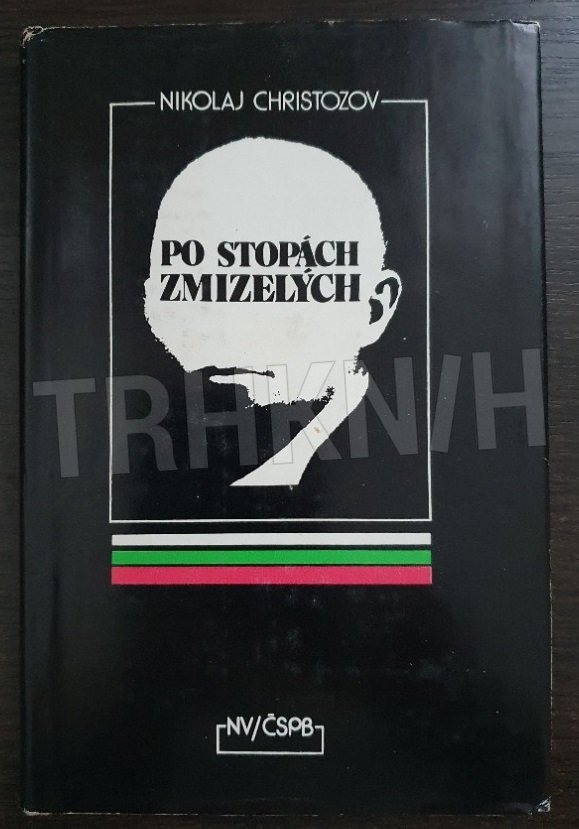 NIKOLAJ CHRISTOZOV
PO STOPÁCH
ZMIZELÝCH
TRHKNIH
NV/ČSPB